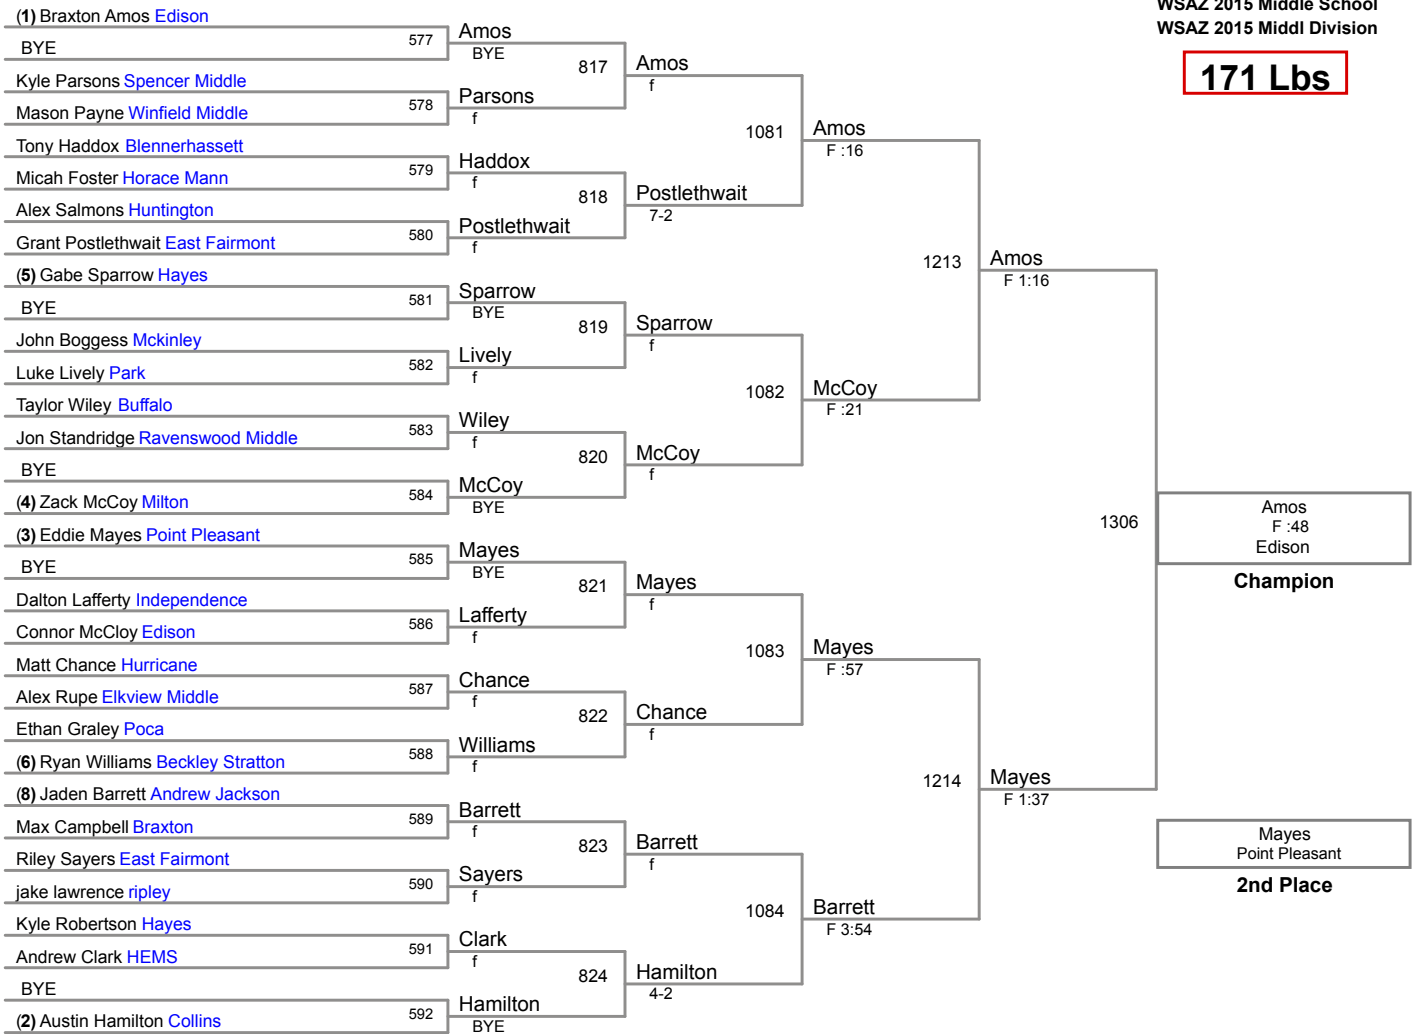 WSAZ 2015 Middle School
WSAZ 2015 Middl Division
171 Lbs
(1) Braxton Amos Edison
BYE
Kyle Parsons Spencer Middle
Mason Payne Winfield Middle
Tony Haddox Blennerhassett
Micah Foster Horace Mann
Alex Salmons Huntington
Grant Postlethwait East Fairmont
(5) Gabe Sparrow Hayes
BYE
John Boggess Mckinley
Luke Lively Park
Taylor Wiley Buffalo
Jon Standridge Ravenswood Middle
BYE
(4) Zack McCoy Milton
(3) Eddie Mayes Point Pleasant
BYE
Dalton Lafferty Independence
Connor McCloy Edison
Matt Chance Hurricane
Alex Rupe Elkview Middle
Ethan Graley Poca
(6) Ryan Williams Beckley Stratton
(8) Jaden Barrett Andrew Jackson
Max Campbell Braxton
Riley Sayers East Fairmont
jake lawrence ripley
Kyle Robertson Hayes
Andrew Clark HEMS
BYE
(2) Austin Hamilton Collins
577
578
579
580
581
582
583
584
585
586
587
588
589
590
591
592
Amos
BYE
Parsons
f
Haddox
f
Postlethwait
f
Sparrow
BYE
Lively
f
Wiley
f
McCoy
BYE
Mayes
BYE
Lafferty
f
Chance
f
Williams
f
Barrett
f
Sayers
f
Clark
f
Hamilton
BYE
817
818
819
820
821
822
823
824
Amos
f
Postlethwait
7-2
Sparrow
f
McCoy
f
Mayes
f
Chance
f
Barrett
f
Hamilton
4-2
1081
1082
1083
1084
Amos
F :16
McCoy
F :21
Mayes
F :57
Barrett
F 3:54
1213
1214
Amos
F 1:16
Mayes
F 1:37
1306
Amos
F :48
Edison
Champion
Mayes
Point Pleasant
2nd Place